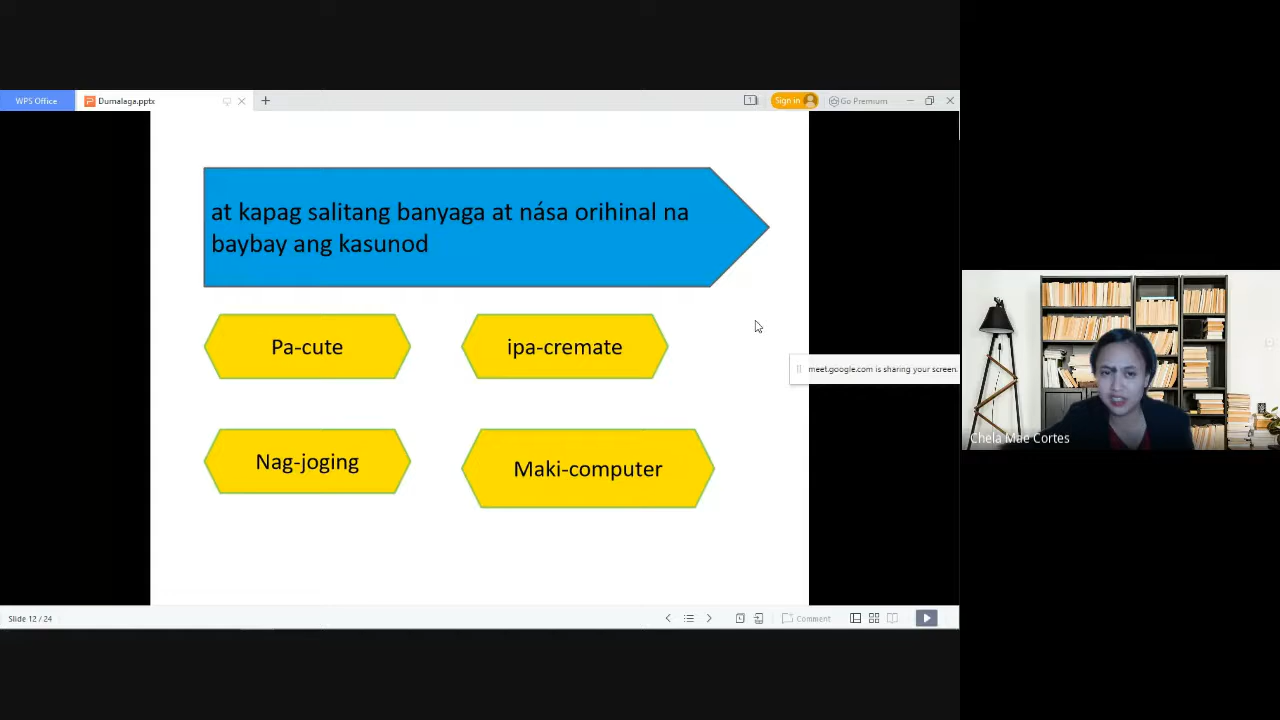 WPS Office
Dumalaga.pptx
Sign in
Go Premium
at kapag salitang banyaga at nása orihinal na
baybay ang kasunod
Pa-cute
ipa-cremate
Nag-joging
Maki-computer
meet.google.com is sharing your screen.
Chela Mae Cortes
Slide 12 / 24
Comment